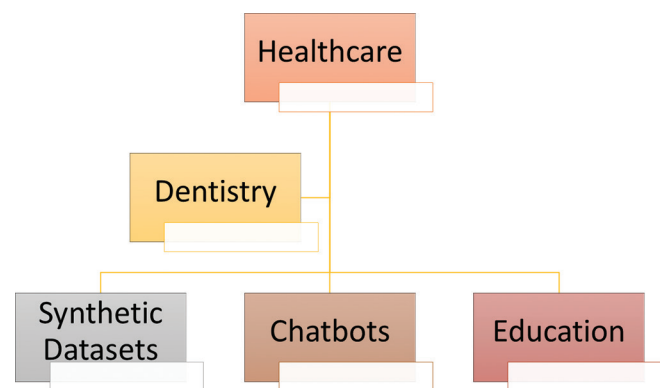 Healthcare
Dentistry
Synthetic
Datasets
Chatbots
Education